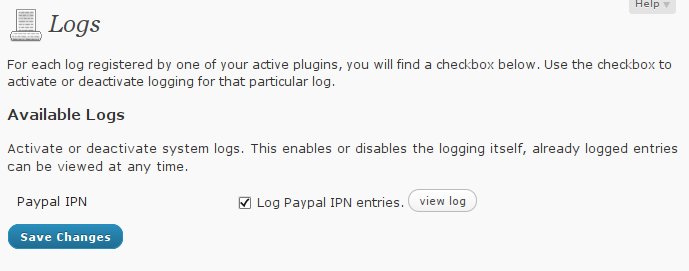 Help
Logs
For each log registered by one of your active plugins, you will find a checkbox below. Use the checkbox to
activate or deactivate logging for that particular log.
Available Logs
Activate or deactivate system logs. This enables or disables the logging itself, already logged entries
can be viewed at any time.
Paypal IPN Log Paypal IPN entries. view log
Save Changes